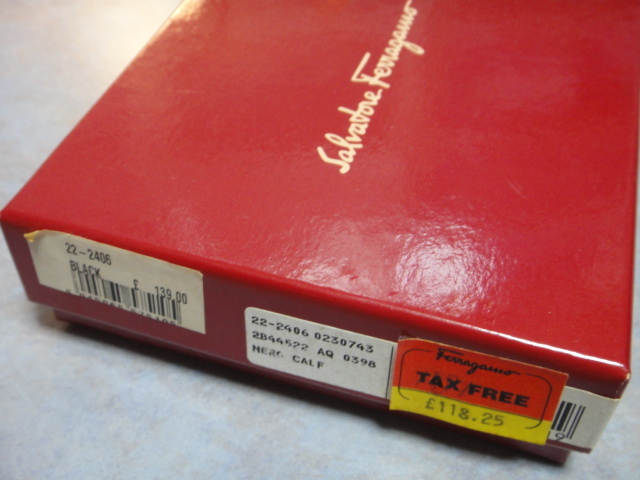 Salvatore Ferragamo
22-2406
BLACK £ 139.00
22-2406 0230743
2B44522 AQ 0398
NERO CALF
Ferragamo
TAX FREE
£118.25